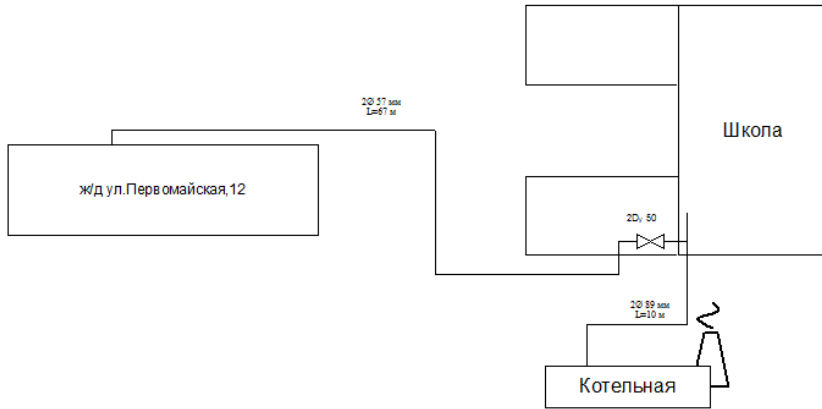 2Ø 57 мм
L=67 м
Школа
ж/д ул.Первомайская,12
2Dу 50
2Ø 89 мм
L=10 м
Котельная